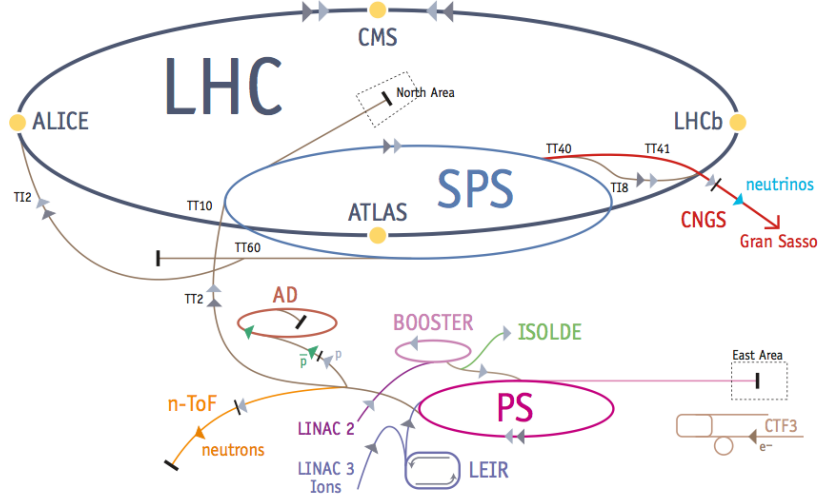 CMS
LHC
North Area
ALICE
LHCb
TT40
TT41
SPS
TI8
neutrinos
TI2
TT10
ATLAS
CNGS
Gran Sasso
TT60
TT2
AD
BOOSTER
ISOLDE
p
p
East Area
n-ToF
PS
LINAC 2
CTF3
neutrons
e-
LINAC 3
Ions
LEIR